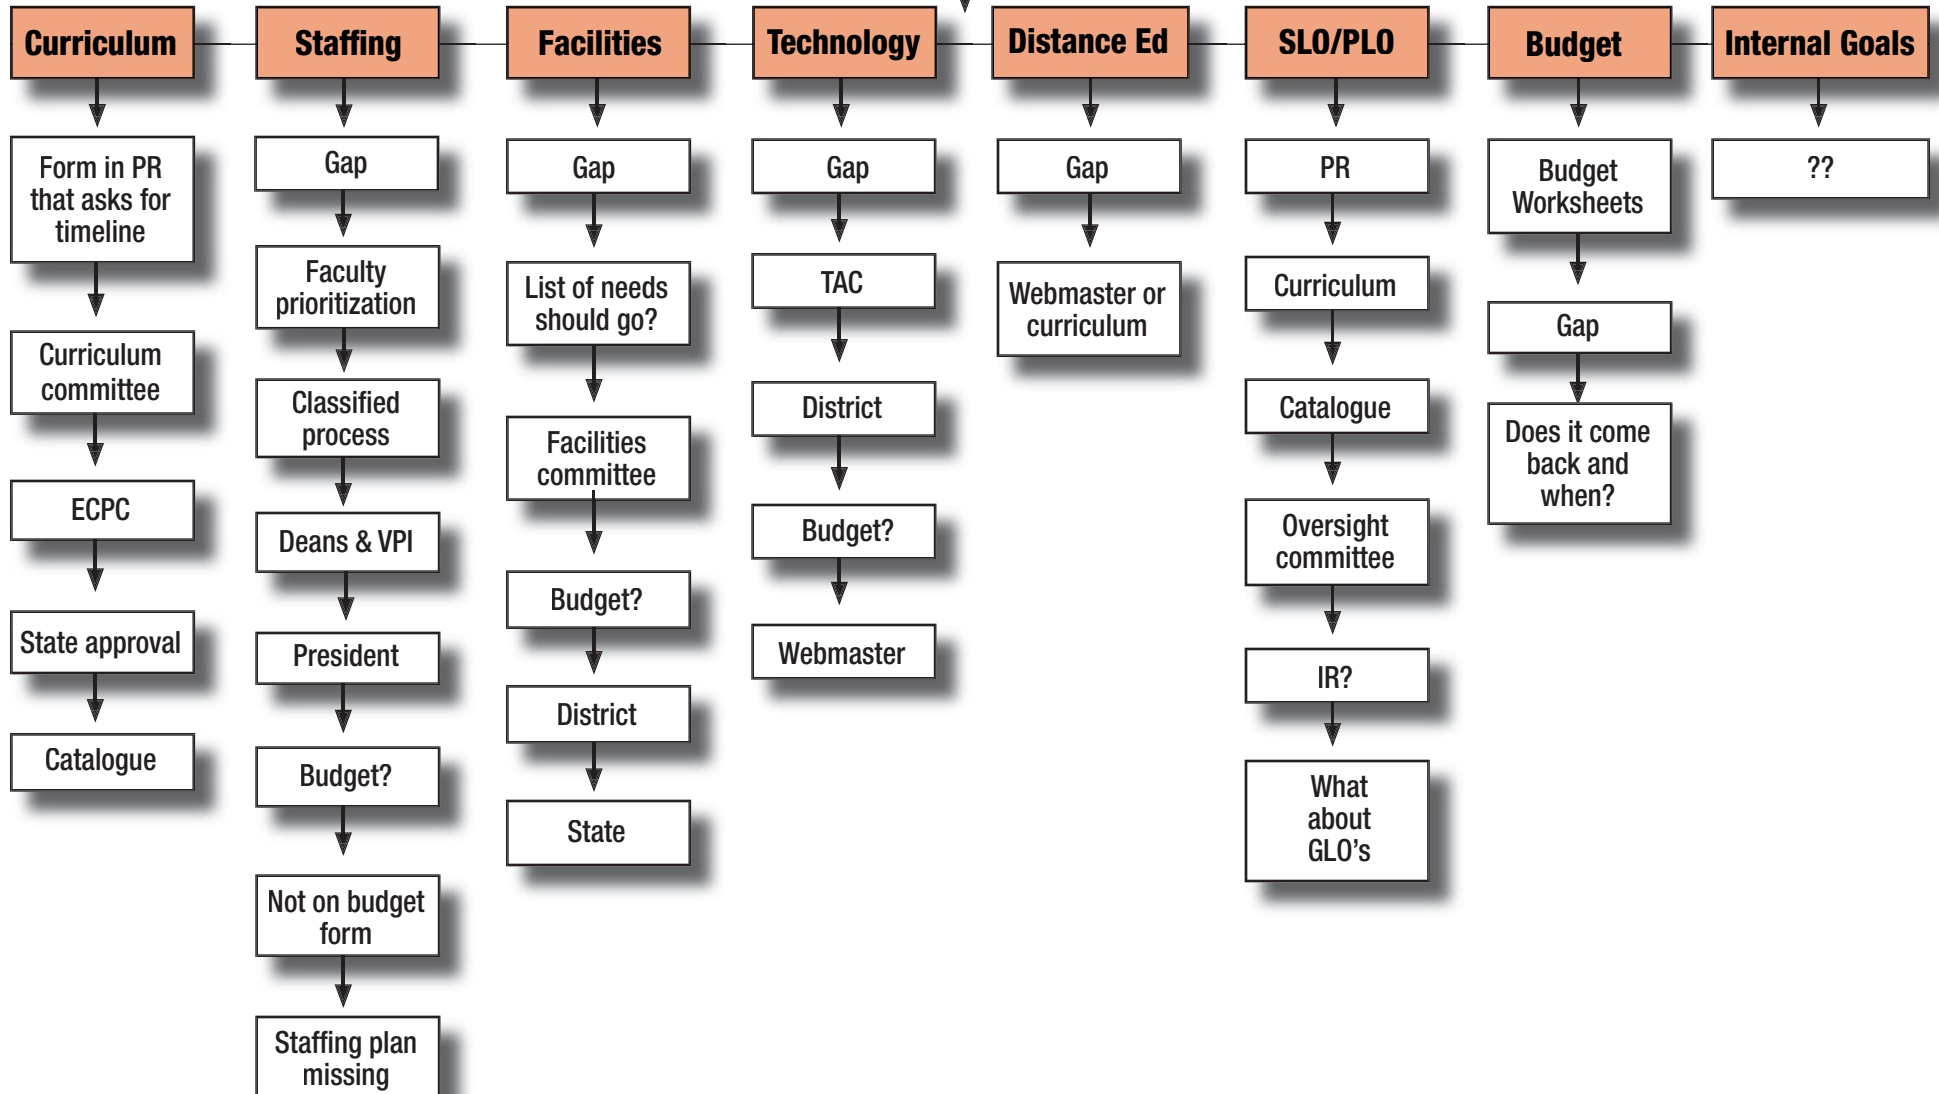 Curriculum
Staffing
Facilities
Technology
Distance Ed
SLO/PLO
Budget
Internal Goals
Form in PR
that asks for
timeline
Curriculum
committee
ECPC
State approval
Catalogue
Gap
Faculty
prioritization
Classified
process
Deans & VPI
President
Budget?
Not on budget
form
Staffing plan
missing
Gap
List of needs
should go?
Facilities
committee
Budget?
District
State
Gap
TAC
District
Budget?
Webmaster
Gap
Webmaster or
curriculum
PR
Curriculum
Catalogue
Oversight
committee
IR?
What
about
GLO's
Budget
Worksheets
Gap
Does it come
back and
when?
??